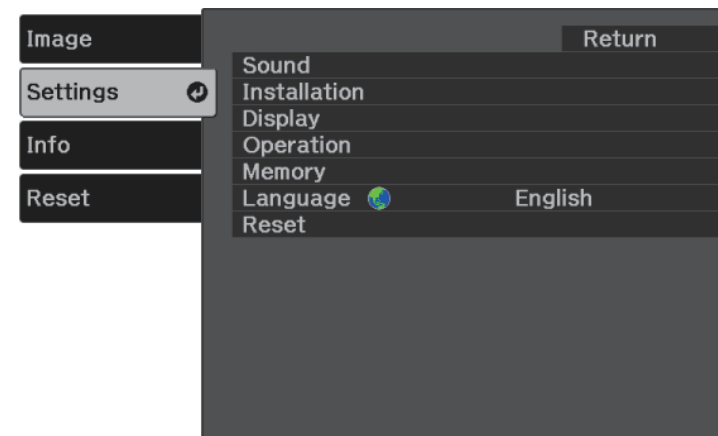 Image
Settings
Info
Reset
Return
Sound
Installation
Display
Operation
Memory
Language English
Reset